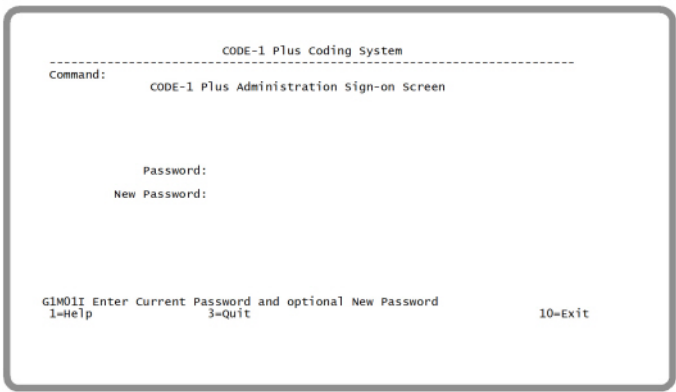 CODE-1 Plus Coding System
--------------------------------------------------------------------------
Command:
CODE-1 Plus Administration Sign-on Screen
Password:
New Password:
G1M01I Enter Current Password and optional New Password
1=Help 3=Quit 10=Exit